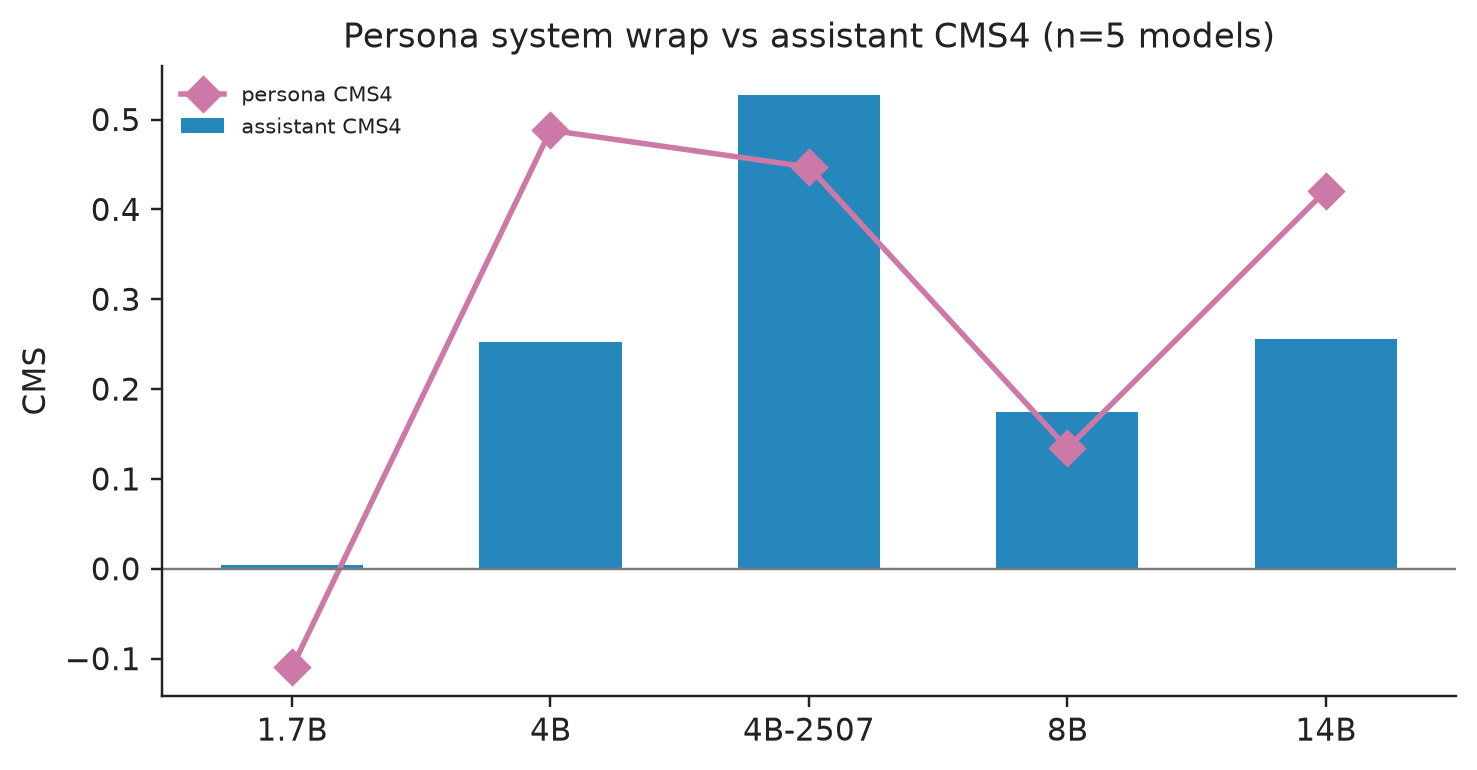 Persona system wrap vs assistant CMS4 (n=5 models)
persona CMS4
assistant CMS4
CMS
0.5
0.4
0.3
0.2
0.1
0.0
−0.1
1.7B
4B
4B-2507
8B
14B